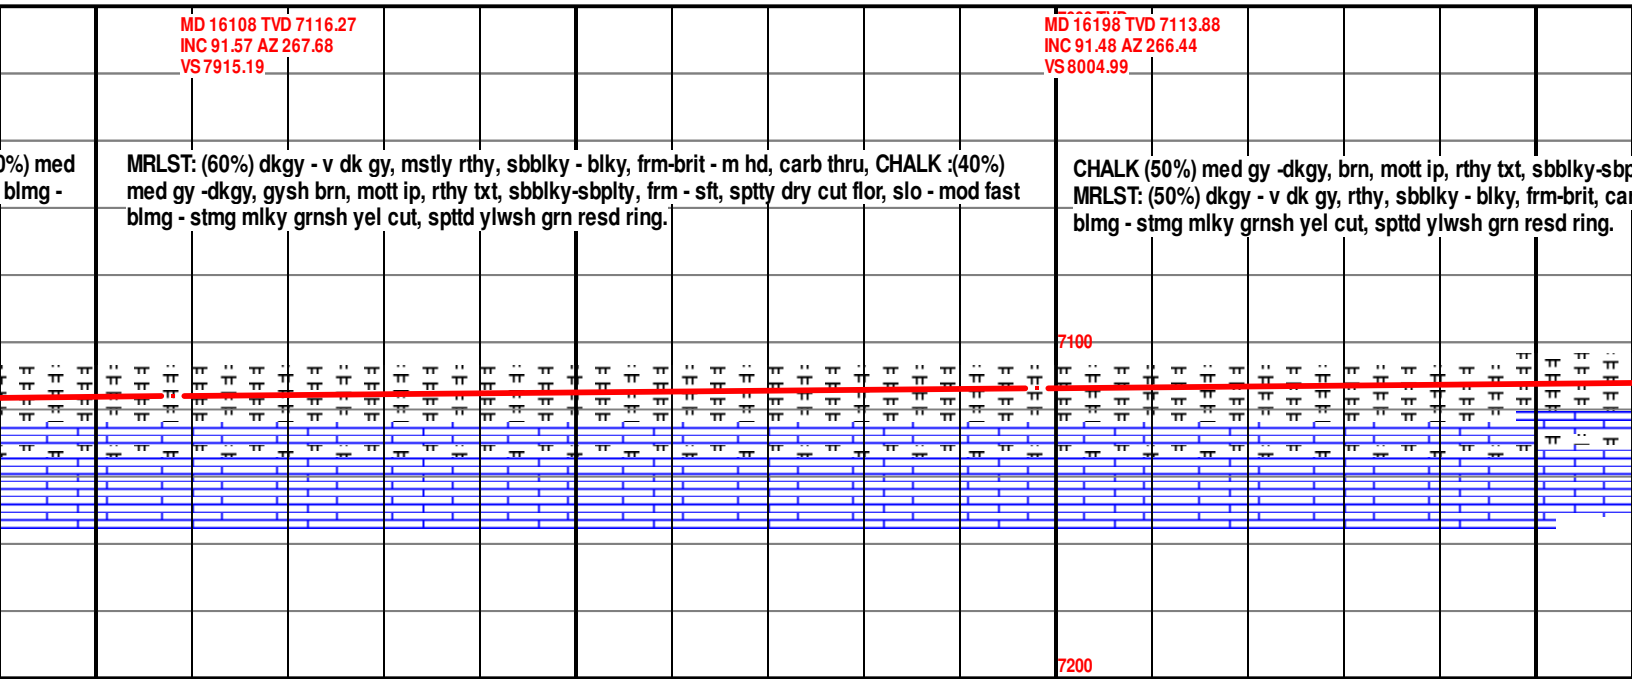 MD 16108 TVD 7116.27
INC 91.57 AZ 267.68
VS 7915.19
MD 16198 TVD 7113.88
INC 91.48 AZ 266.44
VS 8004.99
0%) med
blmg -
MRLST: (60%) dkgy - v dk gy, mstly rthy, sbblky - blky, frm-brit - m hd, carb thru, CHALK :(40%)
med gy -dkgy, gysh brn, mott ip, rthy txt, sbblky-sbplty, frm - sft, sptty dry cut flor, slo - mod fast
blmg - stmg mlky grnsh yel cut, spttd ylwsh grn resd ring.
CHALK (50%) med gy -dkgy, brn, mott ip, rthy txt, sbblky-sbp
MRLST: (50%) dkgy - v dk gy, rthy, sbblky - blky, frm-brit, car
blmg - stmg mlky grnsh yel cut, spttd ylwsh grn resd ring.
7100
7200